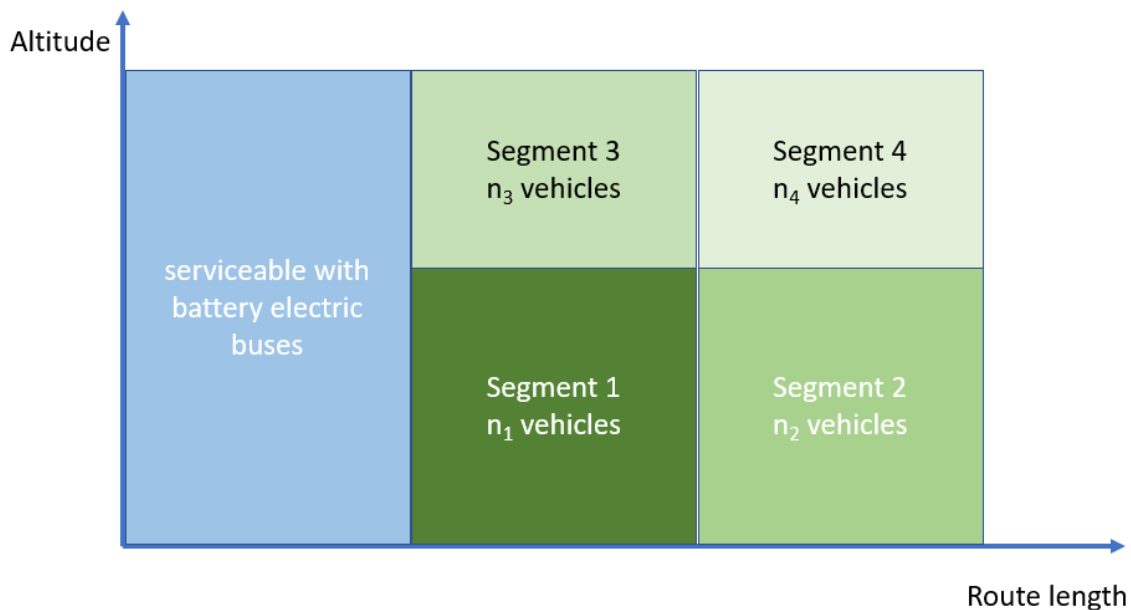 Altitude
Segment 3
n₃ vehicles
Segment 4
n₄ vehicles
serviceable with
battery electric
buses
Segment 1
n₁ vehicles
Segment 2
n₂ vehicles
Route length